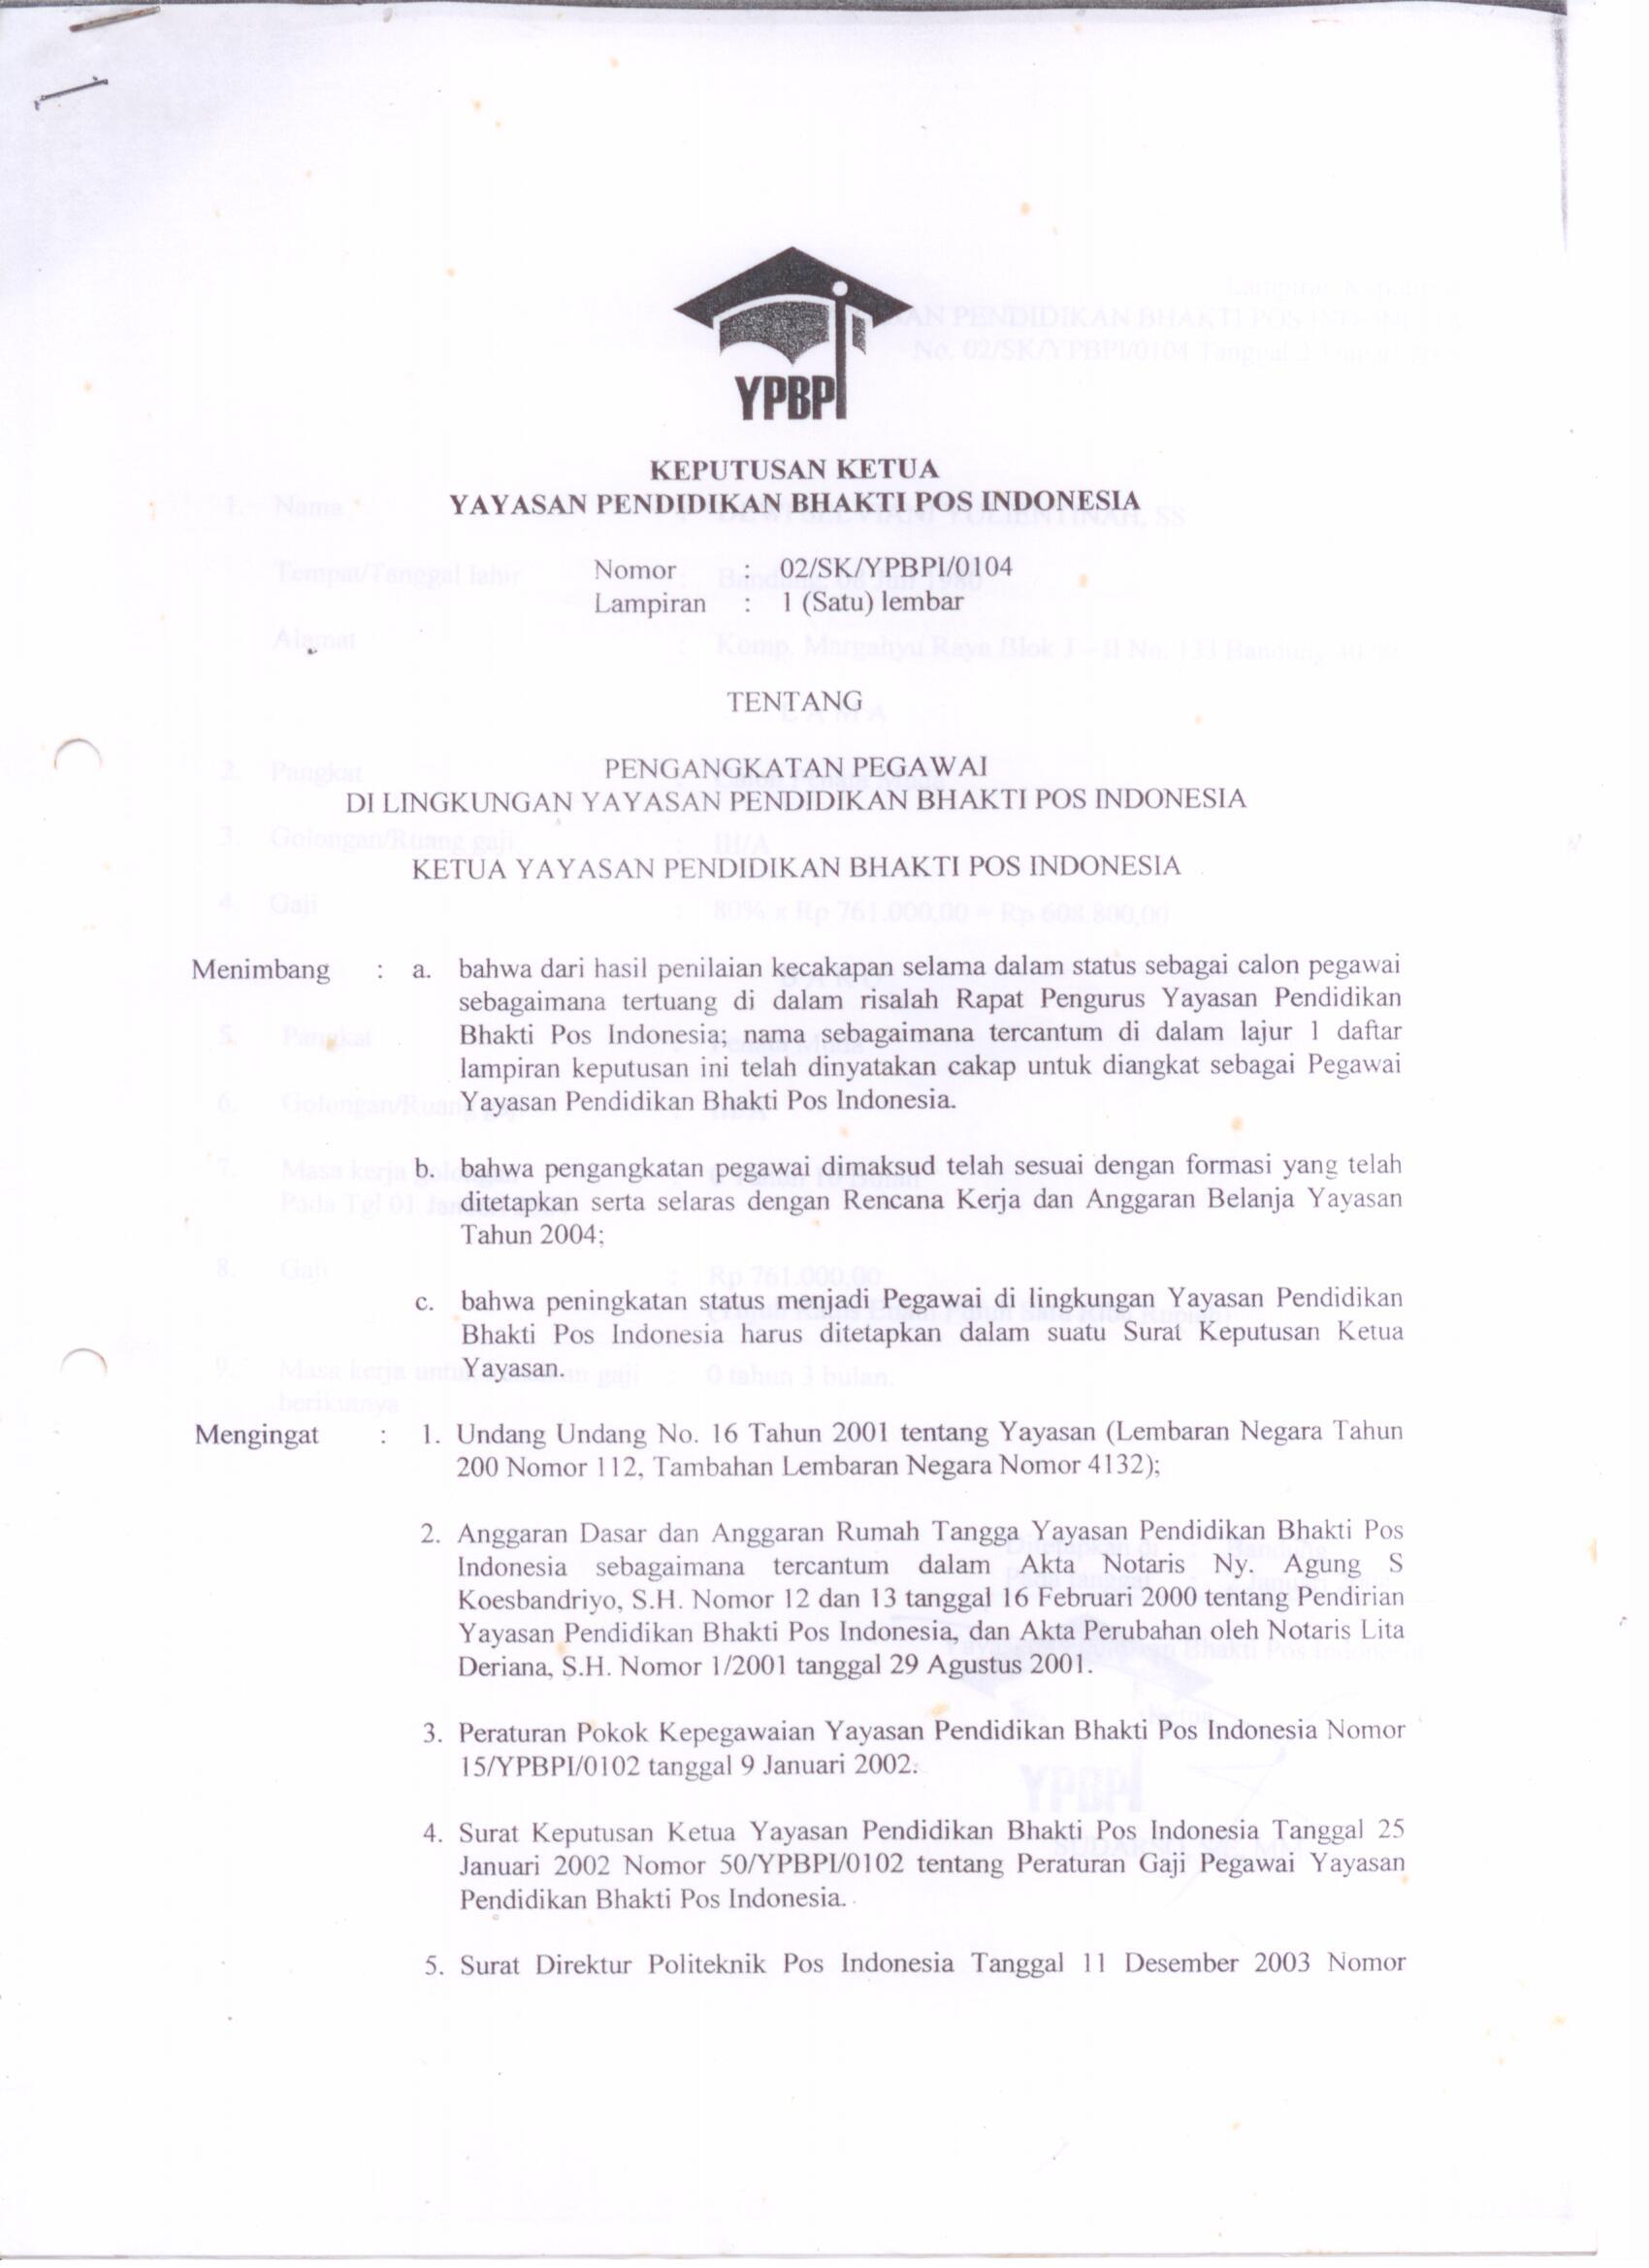 YPBPI
KEPUTUSAN KETUA
YAYASAN PENDIDIKAN BHAKTI POS INDONESIA
Nomor : 02/SK/YPBPI/0104
Lampiran : 1 (Satu) lembar
TENTANG
PENGANGKATAN PEGAWAI
DI LINGKUNGAN YAYASAN PENDIDIKAN BHAKTI POS INDONESIA
KETUA YAYASAN PENDIDIKAN BHAKTI POS INDONESIA
Menimbang : a. bahwa dari hasil penilaian kecakapan selama dalam status sebagai calon pegawai
sebagaimana tertuang di dalam risalah Rapat Pengurus Yayasan Pendidikan
Bhakti Pos Indonesia; nama sebagaimana tercantum di dalam lajur 1 daftar
lampiran keputusan ini telah dinyatakan cakap untuk diangkat sebagai Pegawai
Yayasan Pendidikan Bhakti Pos Indonesia.
b. bahwa pengangkatan pegawai dimaksud telah sesuai dengan formasi yang telah
ditetapkan serta selaras dengan Rencana Kerja dan Anggaran Belanja Yayasan
Tahun 2004;
c. bahwa peningkatan status menjadi Pegawai di lingkungan Yayasan Pendidikan
Bhakti Pos Indonesia harus ditetapkan dalam suatu Surat Keputusan Ketua
Yayasan.
Mengingat : 1. Undang Undang No. 16 Tahun 2001 tentang Yayasan (Lembaran Negara Tahun
200 Nomor 112, Tambahan Lembaran Negara Nomor 4132);
2. Anggaran Dasar dan Anggaran Rumah Tangga Yayasan Pendidikan Bhakti Pos
Indonesia sebagaimana tercantum dalam Akta Notaris Ny. Agung S
Koesbandriyo, S.H. Nomor 12 dan 13 tanggal 16 Februari 2000 tentang Pendirian
Yayasan Pendidikan Bhakti Pos Indonesia, dan Akta Perubahan oleh Notaris Lita
Deriana, S.H. Nomor 1/2001 tanggal 29 Agustus 2001.
3. Peraturan Pokok Kepegawaian Yayasan Pendidikan Bhakti Pos Indonesia Nomor
15/YPBPI/0102 tanggal 9 Januari 2002.
4. Surat Keputusan Ketua Yayasan Pendidikan Bhakti Pos Indonesia Tanggal 25
Januari 2002 Nomor 50/YPBPI/0102 tentang Peraturan Gaji Pegawai Yayasan
Pendidikan Bhakti Pos Indonesia.
5. Surat Direktur Politeknik Pos Indonesia Tanggal 11 Desember 2003 Nomor